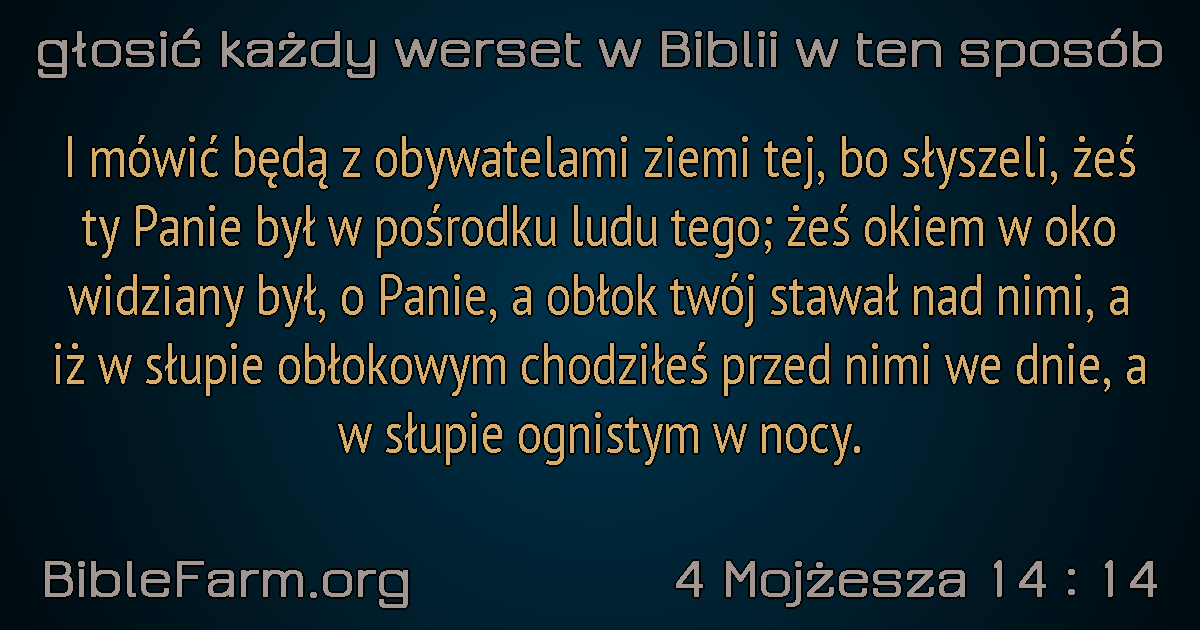 głosić każdy werset w Biblii w ten sposób
I mówić będą z obywatelami ziemi tej, bo słyszeli, żeś
ty Panie był w pośrodku ludu tego; żeś okiem w oko
widziany był, o Panie, a obłok twój stawał nad nimi, a
iż w słupie obłokowym chodziłeś przed nimi we dnie, a
w słupie ognistym w nocy.
BibleFarm.org
4 Mojżesza 14 : 14